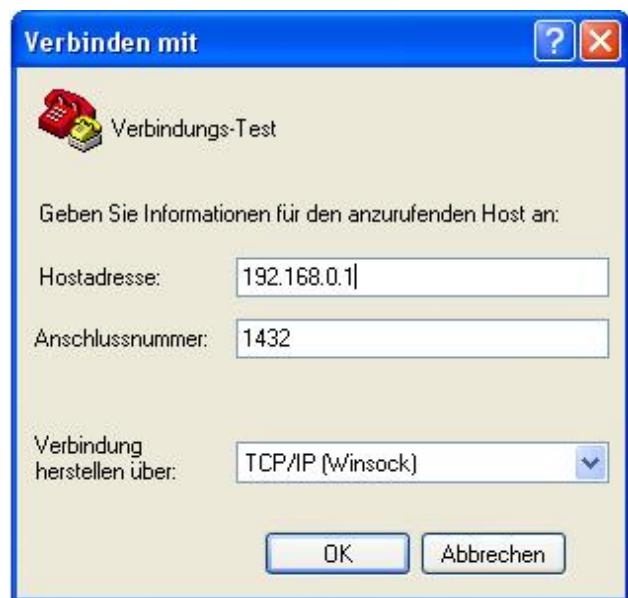 Verbinden mit
Verbindungs-Test
Geben Sie Informationen für den anzurufenden Host an:
Hostadresse: 192.168.0.1
Anschlussnummer: 1432
Verbindung
herstellen über: TCP/IP (Winsock)
OK Abbrechen